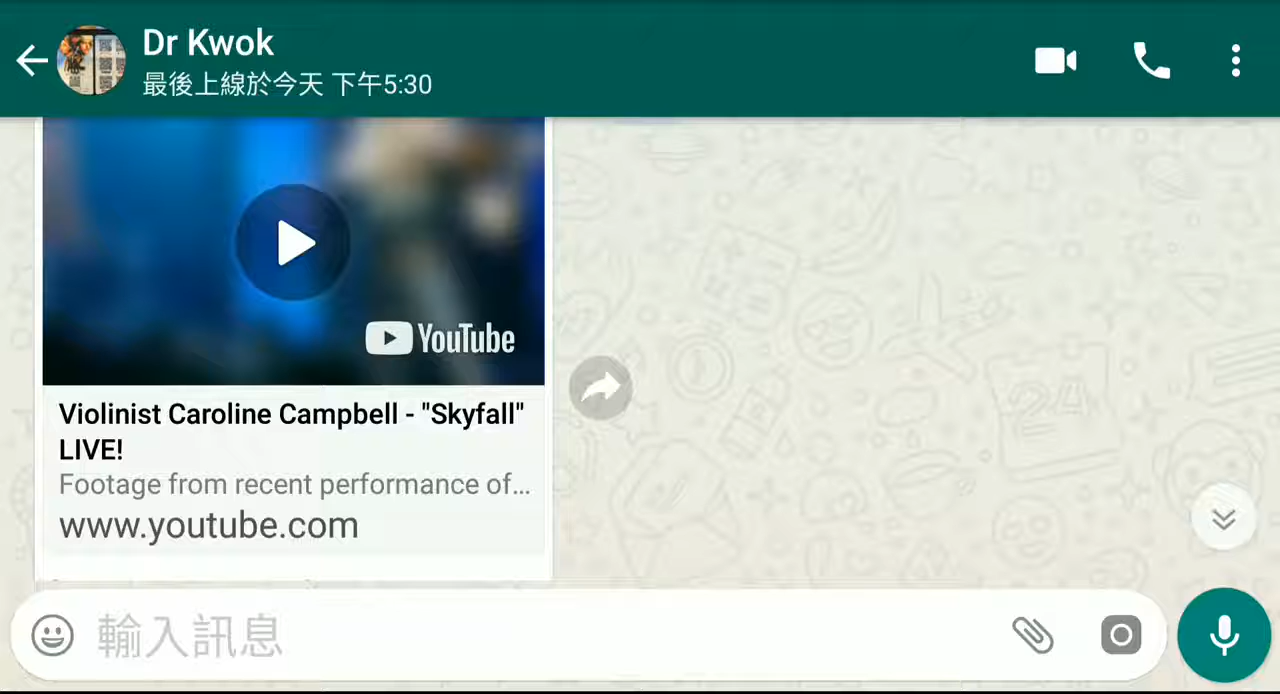 Dr Kwok
最後上線於今天 下午5:30
YouTube
Violinist Caroline Campbell - "Skyfall"
LIVE!
Footage from recent performance of...
www.youtube.com
輸入訊息